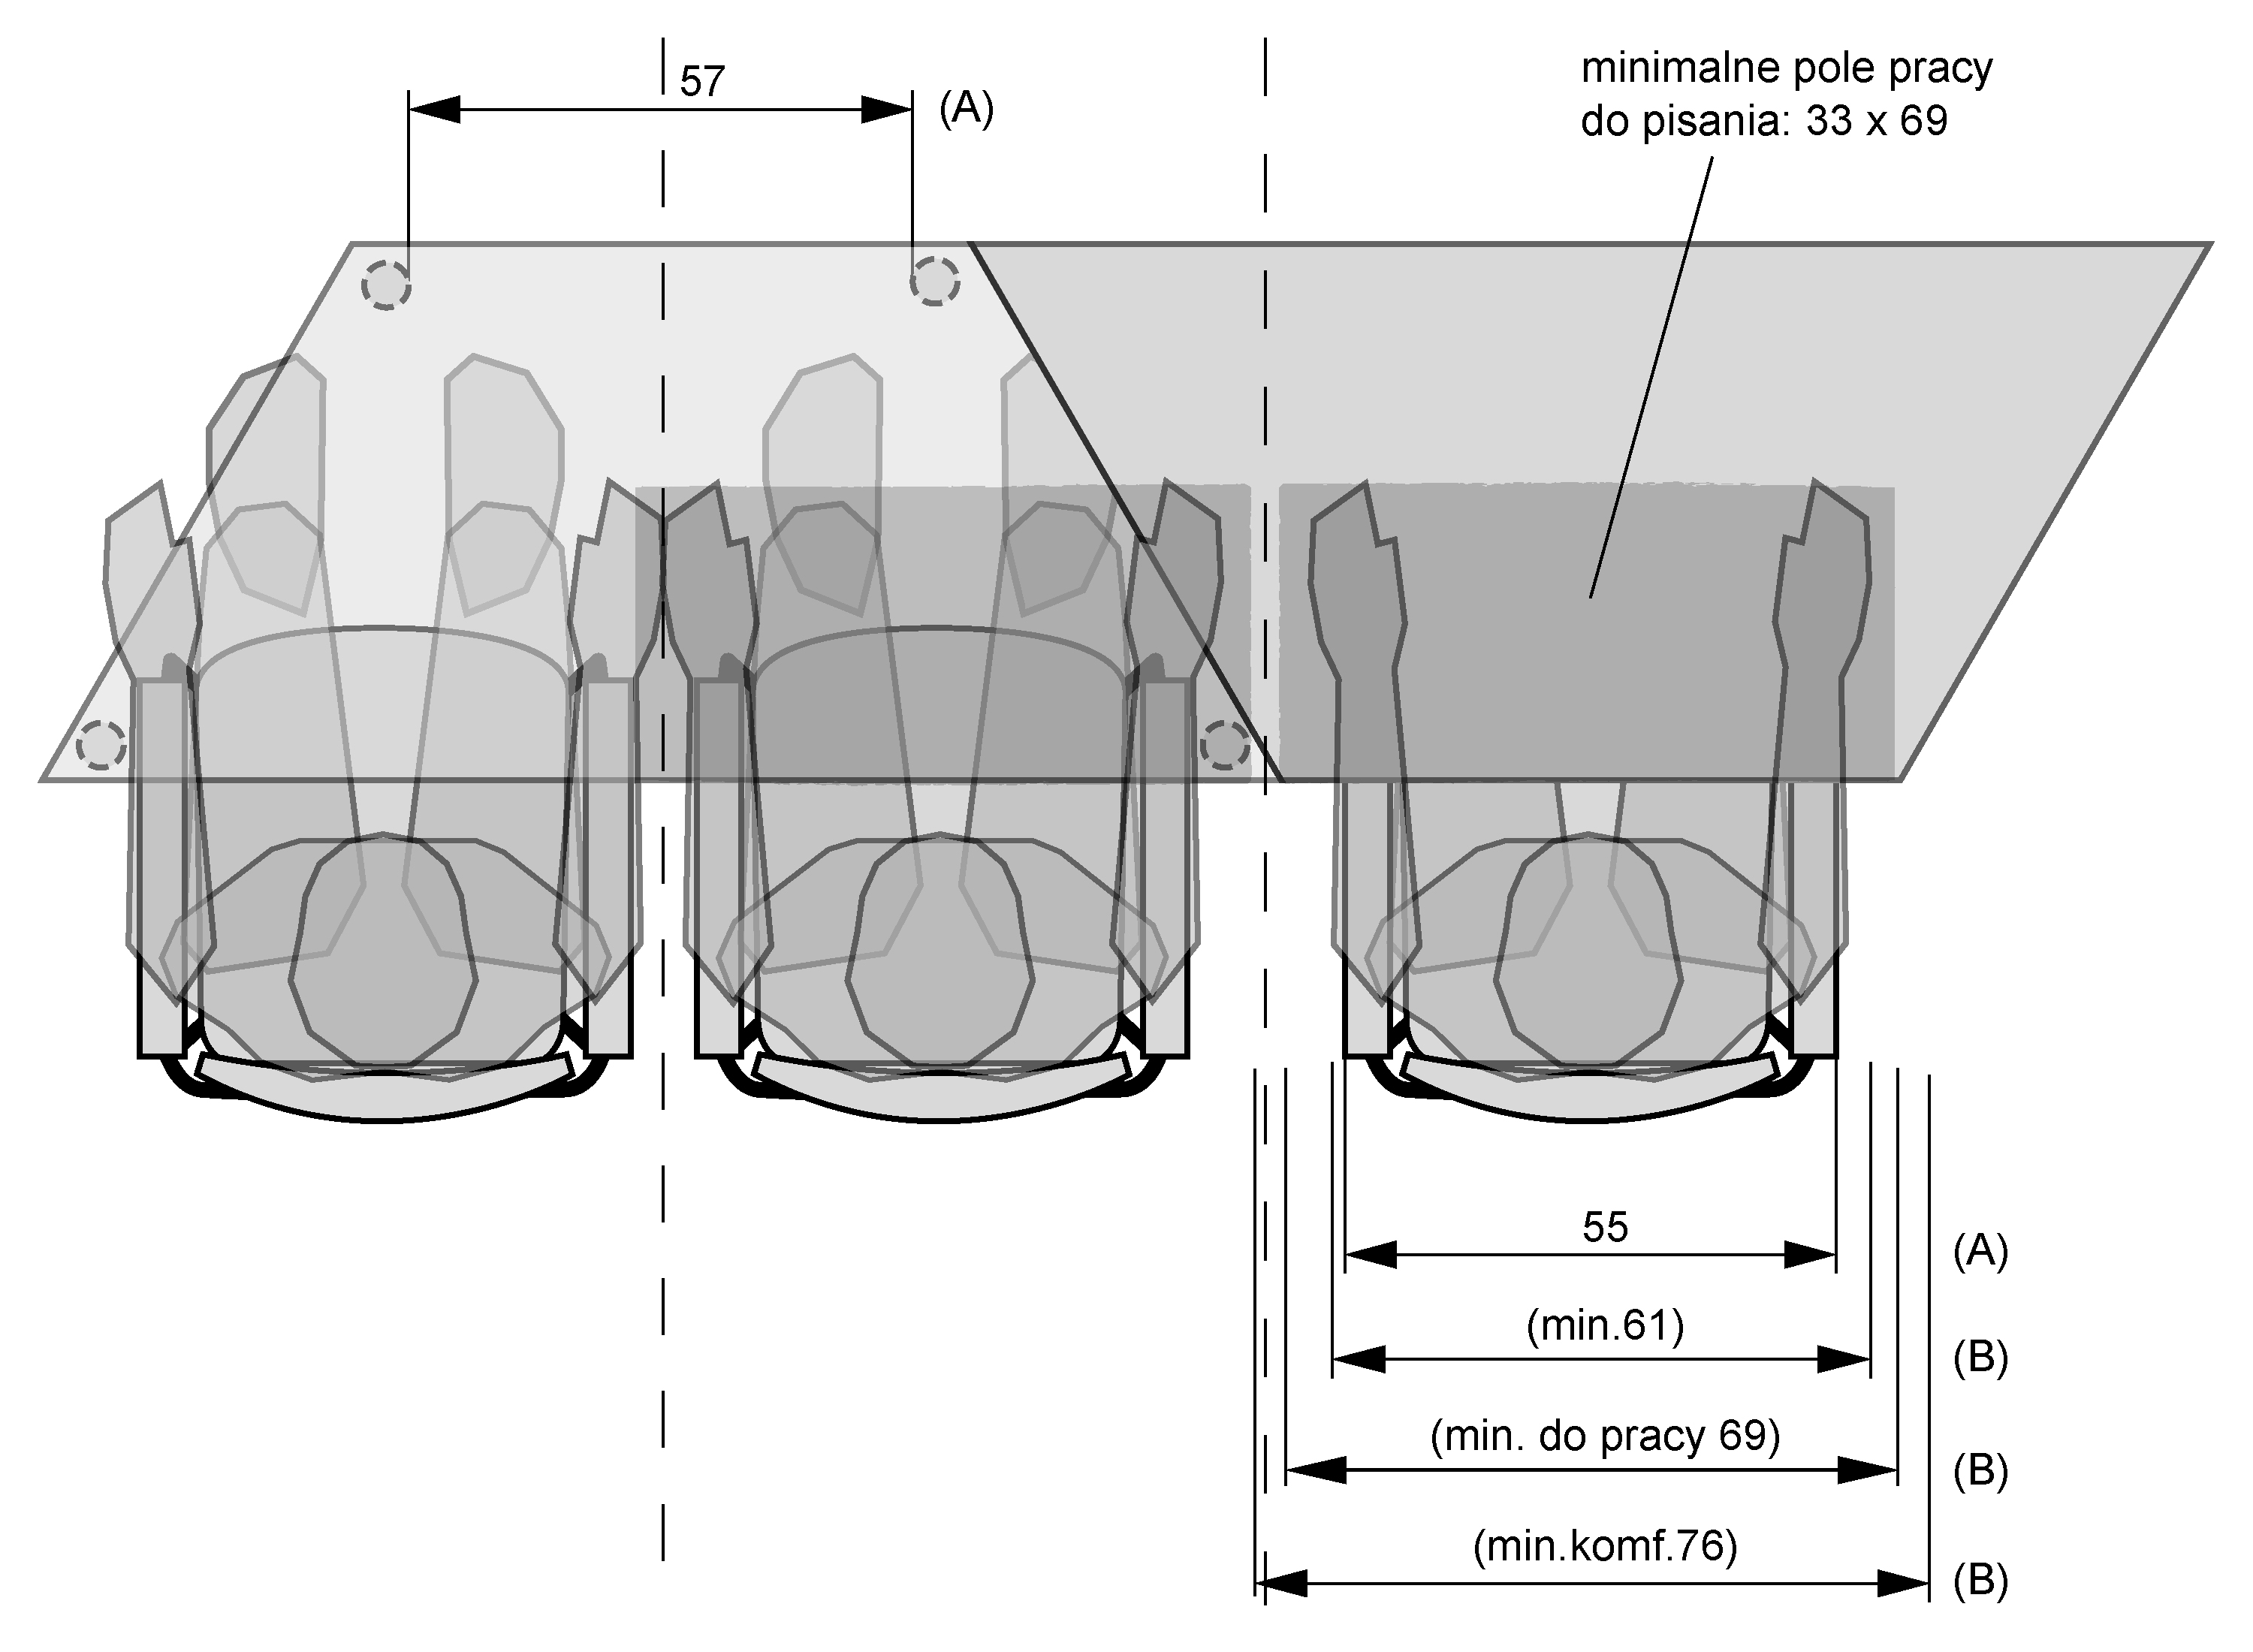 57
(A)
minimalne pole pracy
do pisania: 33 x 69
55
(A)
(min.61)
(B)
(min. do pracy 69)
(B)
(min.komf.76)
(B)